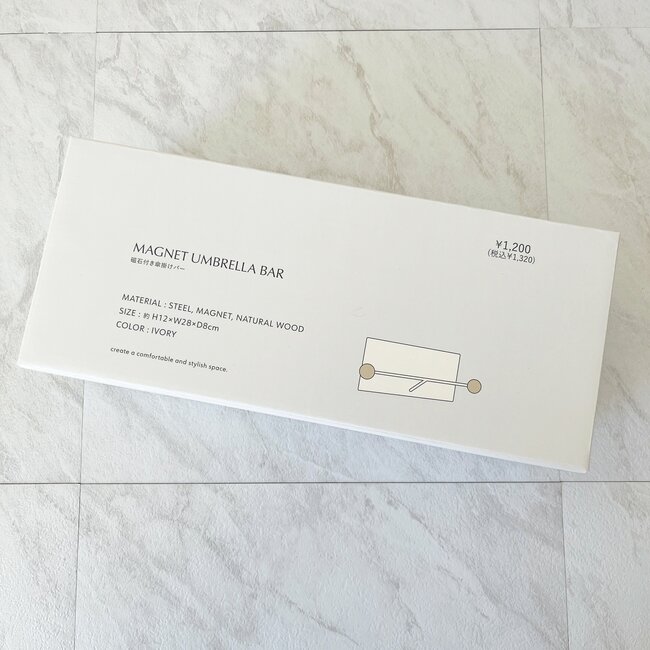 MAGNET UMBRELLA BAR
磁石付き傘掛けバー
¥1,200
(税込¥1,320)
MATERIAL : STEEL, MAGNET, NATURAL WOOD
SIZE : 約 H12×W28×D8cm
COLOR : IVORY
create a comfortable and stylish space.